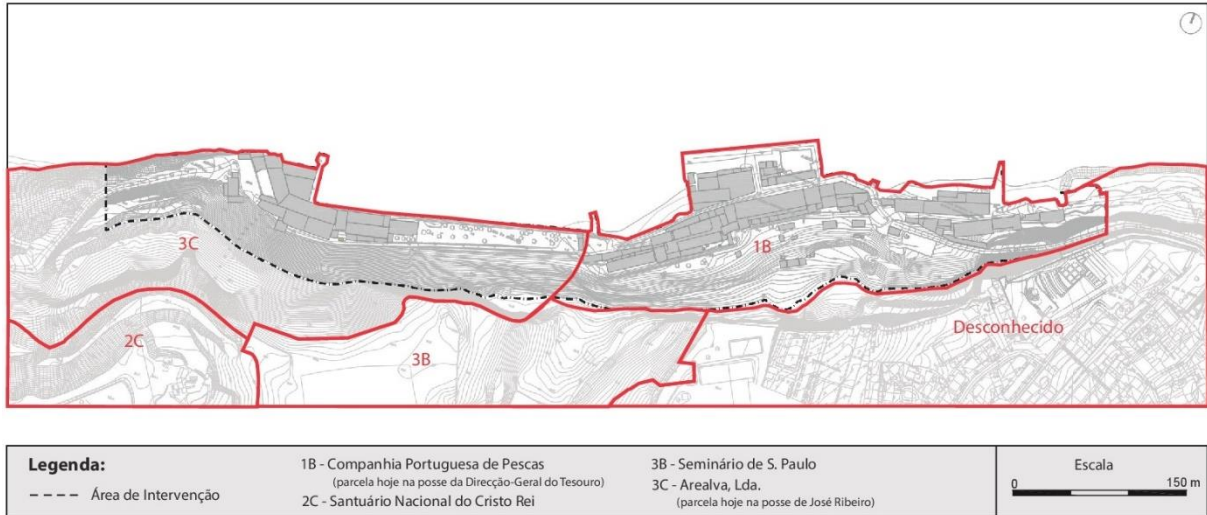 3C
1B
2C
3B
Desconhecido
Legenda:
Área de Intervenção
1B - Companhia Portuguesa de Pescas
(parcela hoje na posse da Direcção-Geral do Tesouro)
2C - Santuário Nacional do Cristo Rei
3B - Seminário de S. Paulo
3C - Arealva, Lda.
(parcela hoje na posse de José Ribeiro)
Escala
0 150 m